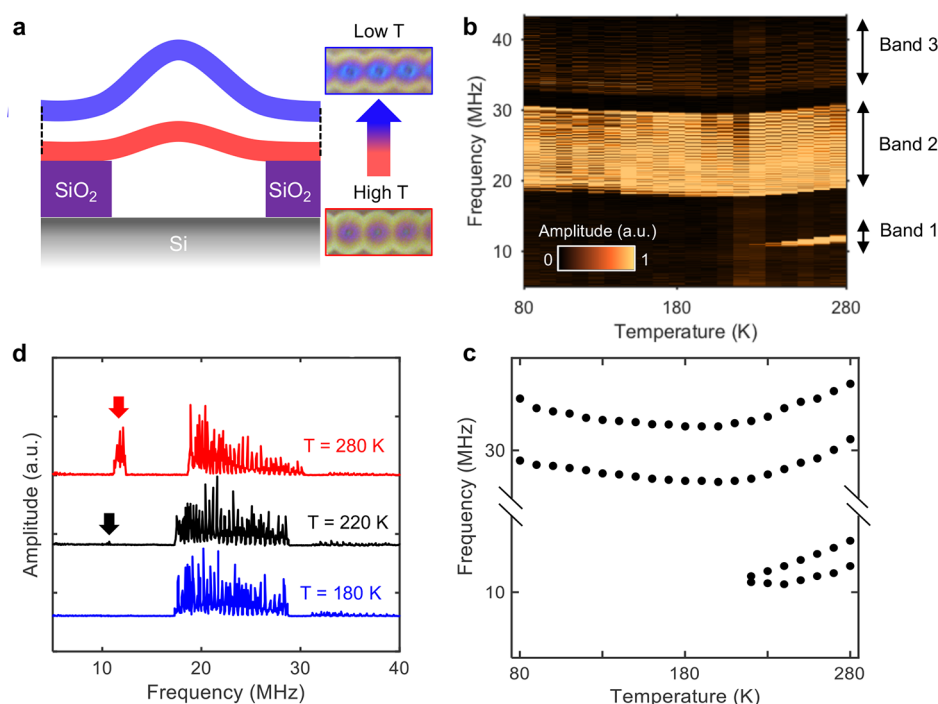 a
Low T
High T
SiO2
SiO2
Si
b
Frequency (MHz)
40
30
20
10
Amplitude (a.u.)
0
1
80
180
280
Temperature (K)
Band 3
Band 2
Band 1
d
Amplitude (a.u.)
T = 280 K
T = 220 K
T = 180 K
10
20
30
40
Frequency (MHz)
c
Frequency (MHz)
30
10
80
180
280
Temperature (K)